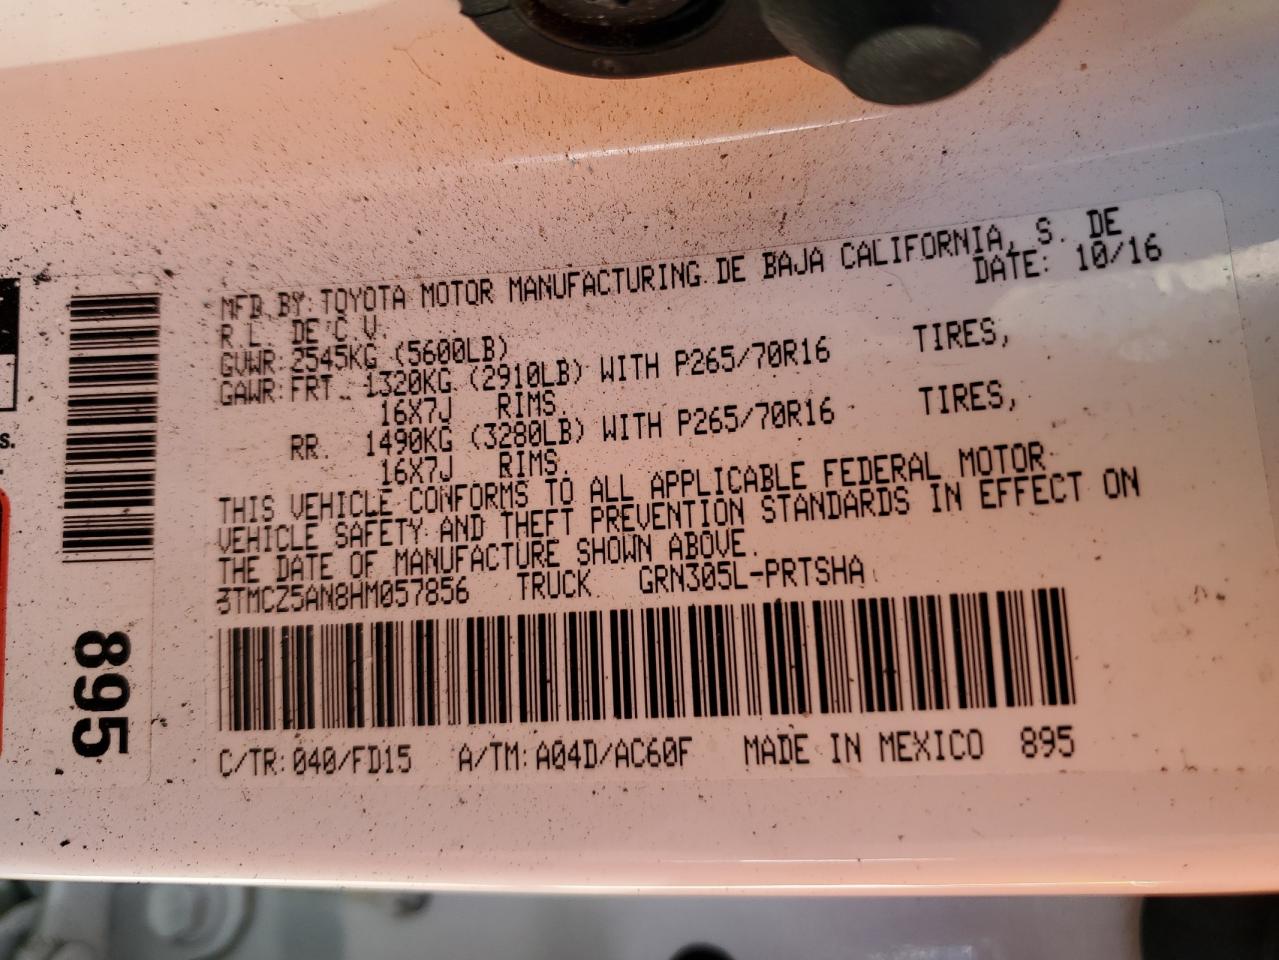 MFD.BY:TOYOTA MOTOR MANUFACTURING.DE BAJA CALIFORNIA, S. DE
R.L. DE C.V. DATE: 10/16
GVWR:2545KG (5600LB)
GAWR:FRT. 1320KG (2910LB) WITH P265/70R16 TIRES,
16X7J RIMS.
RR. 1490KG (3280LB) WITH P265/70R16 TIRES,
16X7J RIMS.
THIS VEHICLE CONFORMS TO ALL APPLICABLE FEDERAL MOTOR
VEHICLE SAFETY AND THEFT PREVENTION STANDARDS IN EFFECT ON
THE DATE OF MANUFACTURE SHOWN ABOVE.
3TMCZ5AN8HM057856 TRUCK GRN305L-PRTSHA
C/TR:040/FD15 A/TM:A04D/AC60F MADE IN MEXICO 895
895
s.